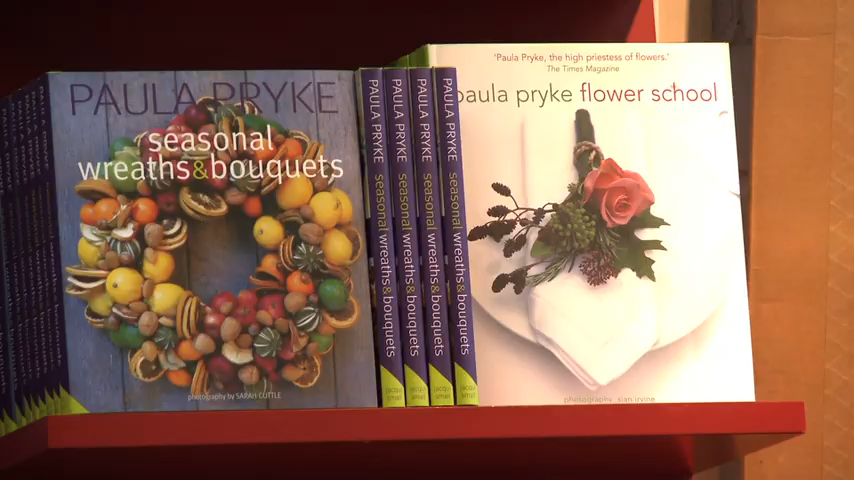 PAULA PRYKE
seasonal
wreaths&bouquets
photography by SARAH CUTTLE
PAULA PRYKE seasonal wreaths&bouquets
PAULA PRYKE seasonal wreaths&bouquets
PAULA PRYKE seasonal wreaths&bouquets
PAULA PRYKE seasonal wreaths&bouquets
'Paula Pryke, the high priestess of flowers.'
The Times Magazine
paula pryke flower school
photography sian irvine